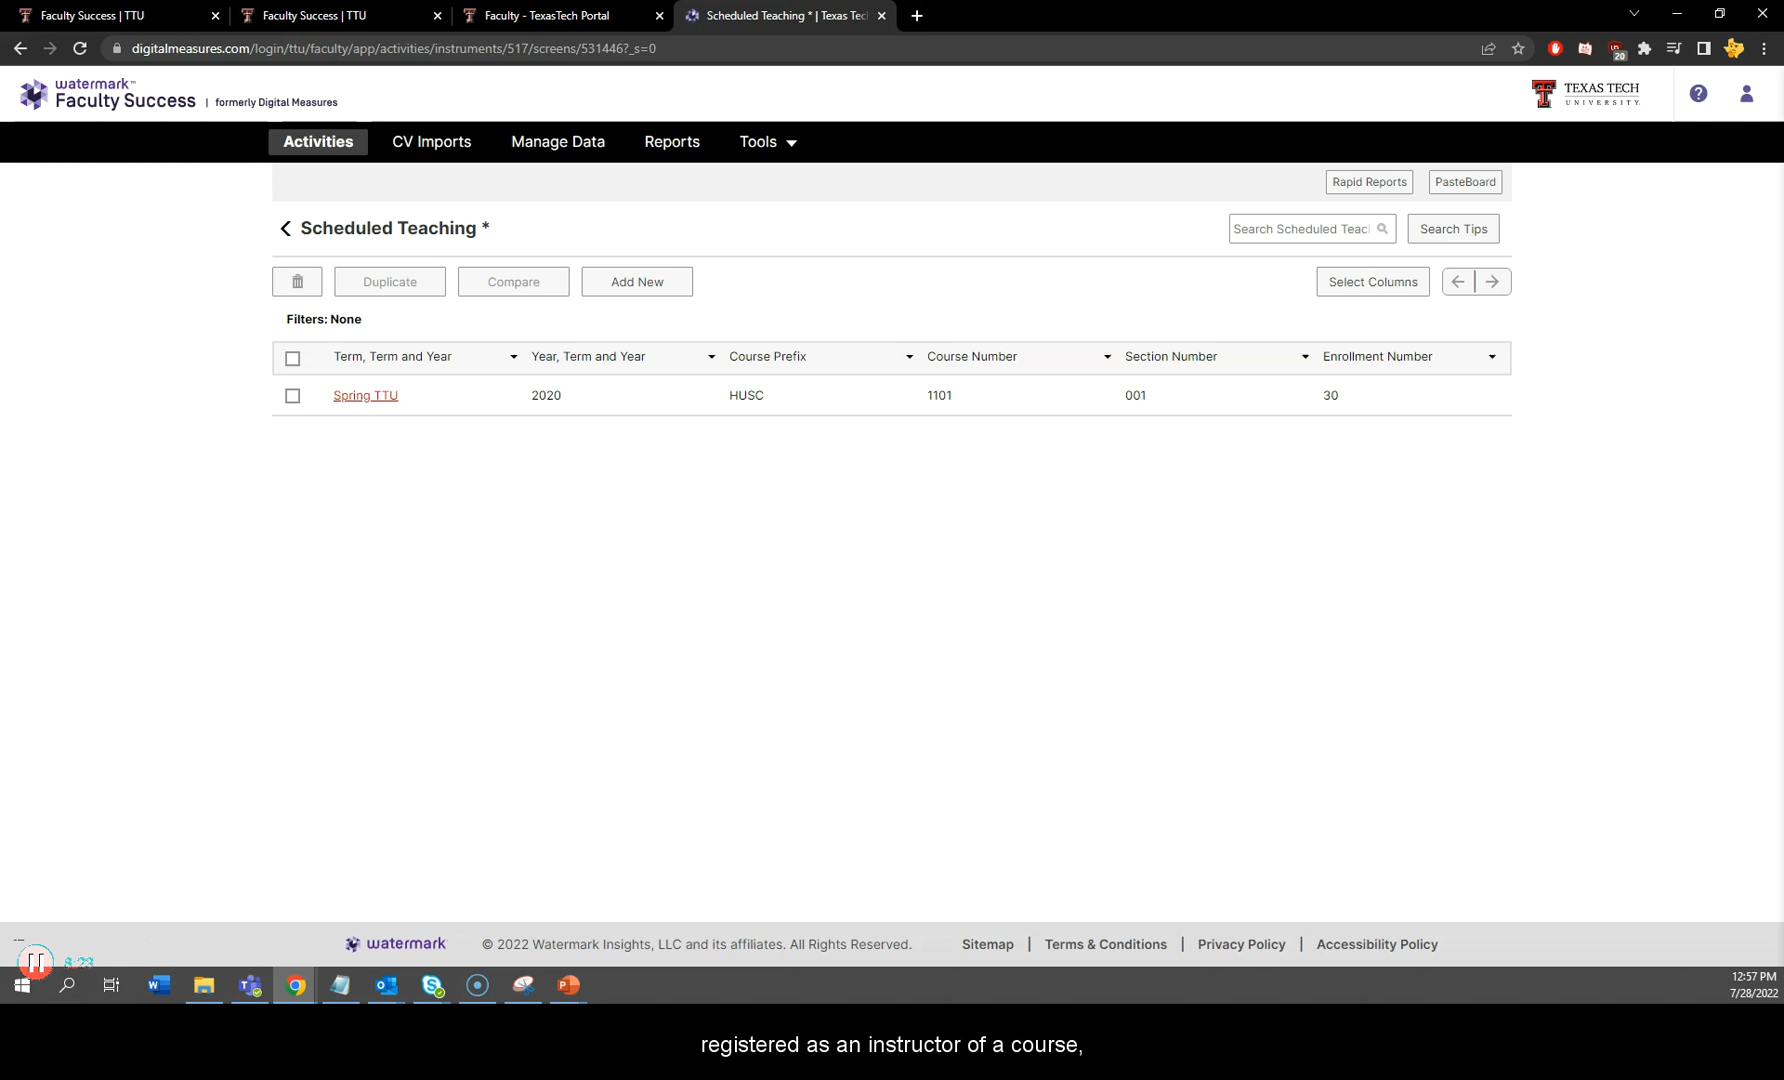 Faculty Success | TTU
Faculty Success | TTU
Faculty - TexasTech Portal
Scheduled Teaching * | Texas Tec
digitalmeasures.com/login/ttu/faculty/app/activities/instruments/517/screens/531446?_s=0
20
watermark™
Faculty Success | formerly Digital Measures
TEXAS TECH
UNIVERSITY.
Activities CV Imports Manage Data Reports Tools
Rapid Reports PasteBoard
Scheduled Teaching *
Search Scheduled Teac Search Tips
Duplicate Compare Add New Select Columns
Filters: None
Term, Term and Year Year, Term and Year Course Prefix Course Number Section Number Enrollment Number
Spring TTU 2020 HUSC 1101 001 30
watermark © 2022 Watermark Insights, LLC and its affiliates. All Rights Reserved. Sitemap | Terms & Conditions | Privacy Policy | Accessibility Policy
8:23
12:57 PM
7/28/2022
registered as an instructor of a course,